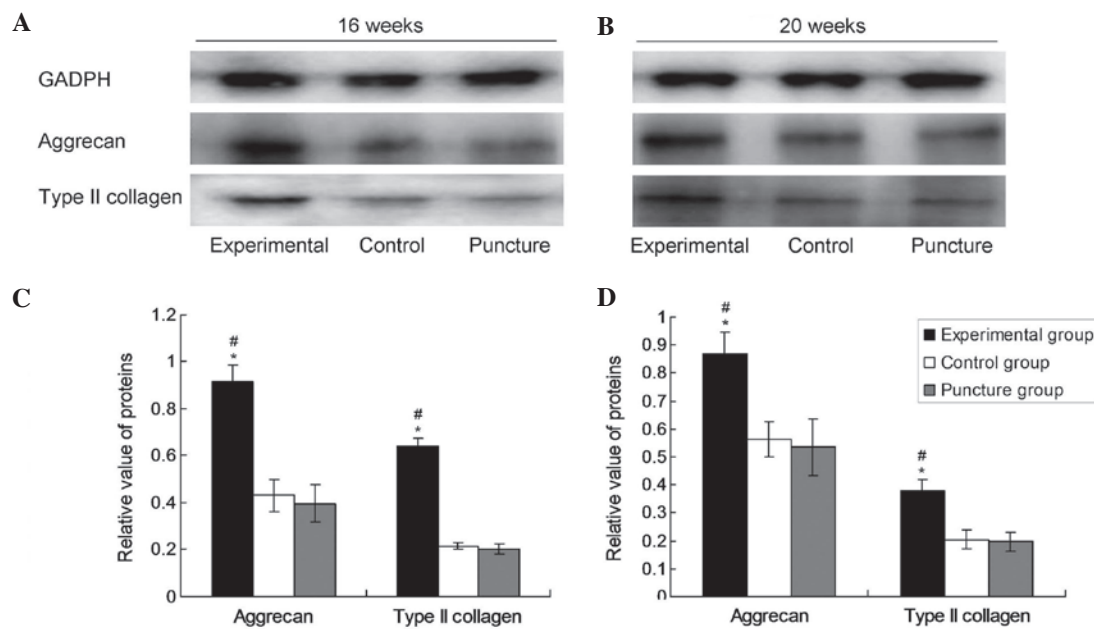 A
16 weeks
GADPH
Aggrecan
Type II collagen
Experimental Control Puncture
B
20 weeks
Experimental Control Puncture
C
Relative value of proteins
1.2
1
0.8
0.6
0.4
0.2
0
#
*
#
*
Aggrecan Type II collagen
D
Relative value of proteins
1
0.9
0.8
0.7
0.6
0.5
0.4
0.3
0.2
0.1
0
#
*
#
*
Aggrecan Type II collagen
Experimental group
Control group
Puncture group